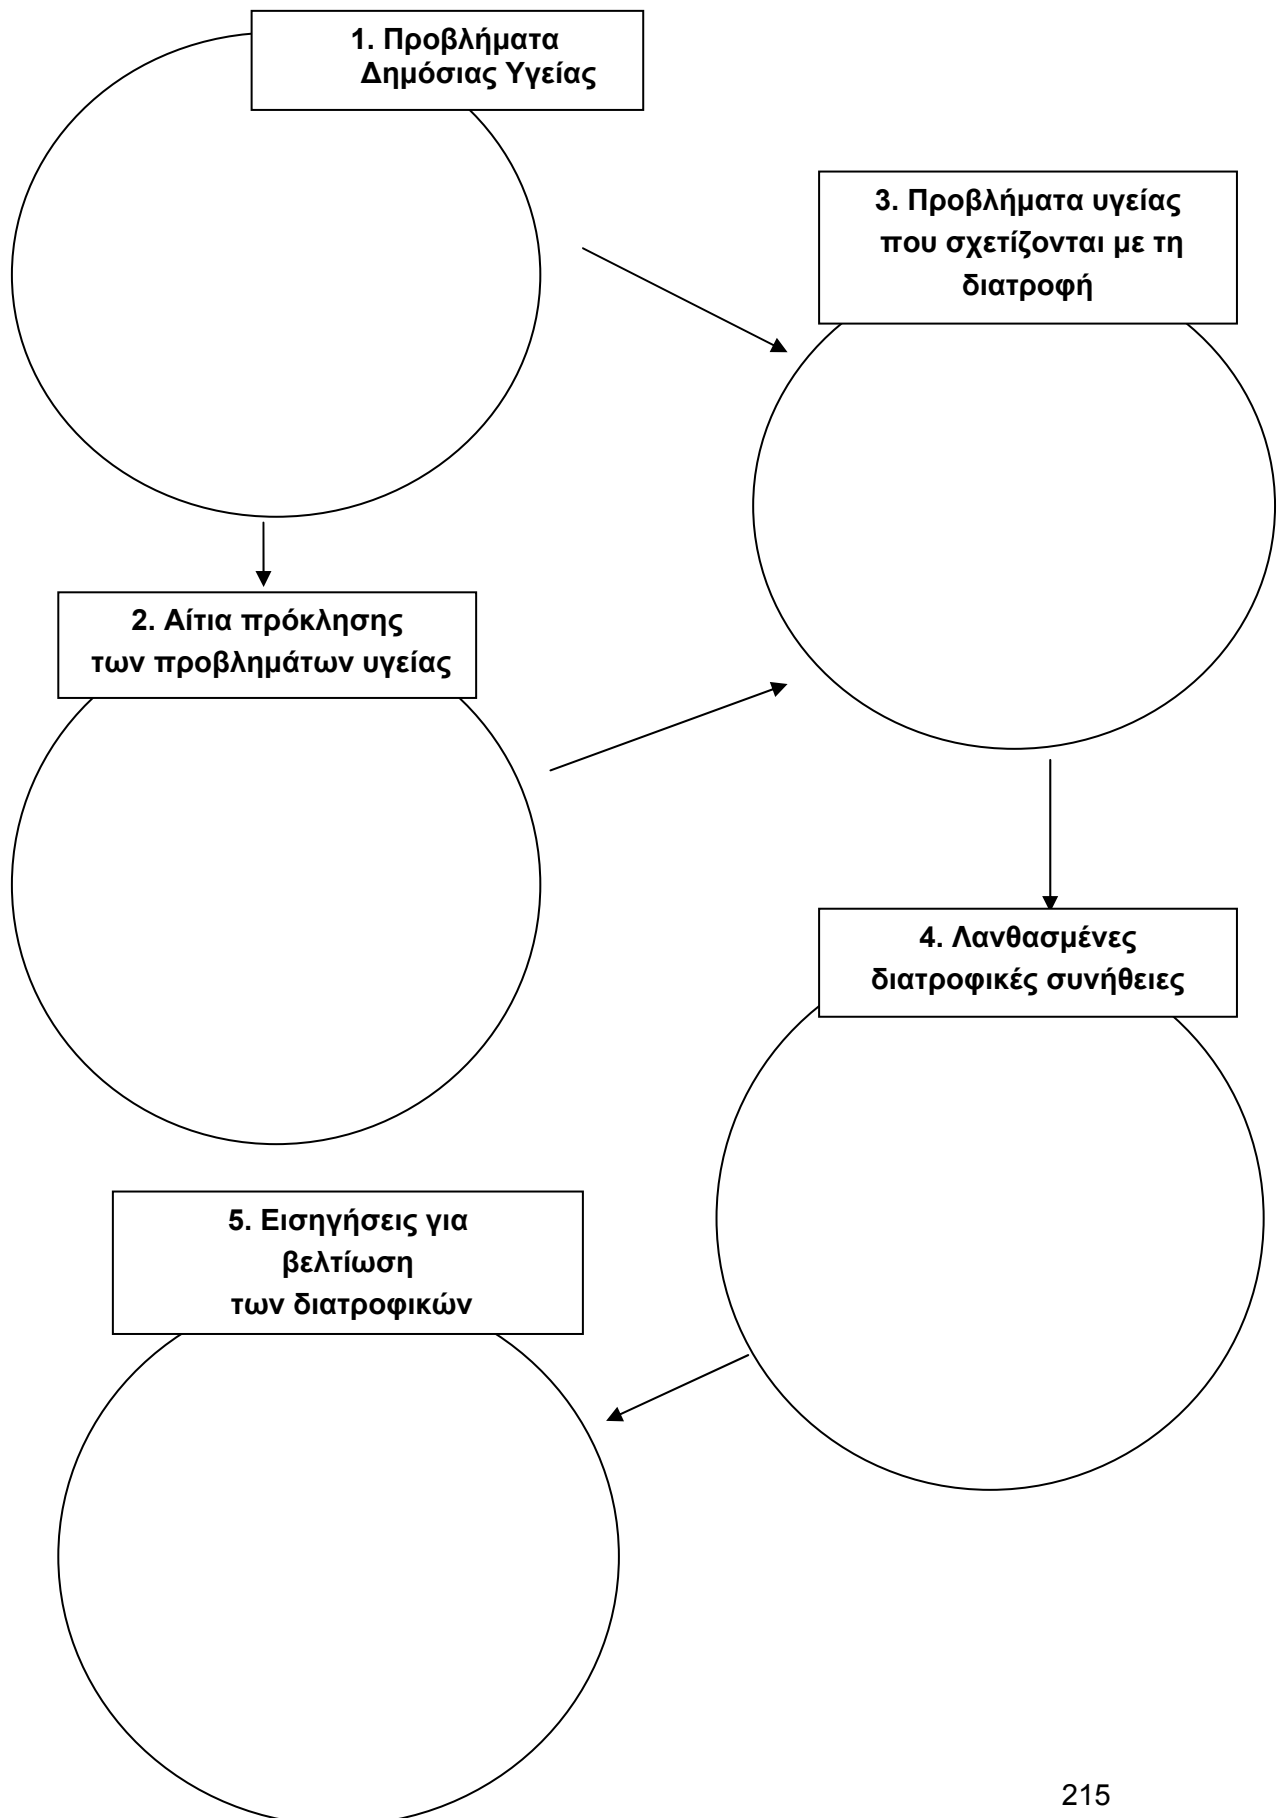 1. Προβλήματα
Δημόσιας Υγείας
3. Προβλήματα υγείας
που σχετίζονται με τη
διατροφή
2. Αίτια πρόκλησης
των προβλημάτων υγείας
4. Λανθασμένες
διατροφικές συνήθειες
5. Εισηγήσεις για
βελτίωση
των διατροφικών
215